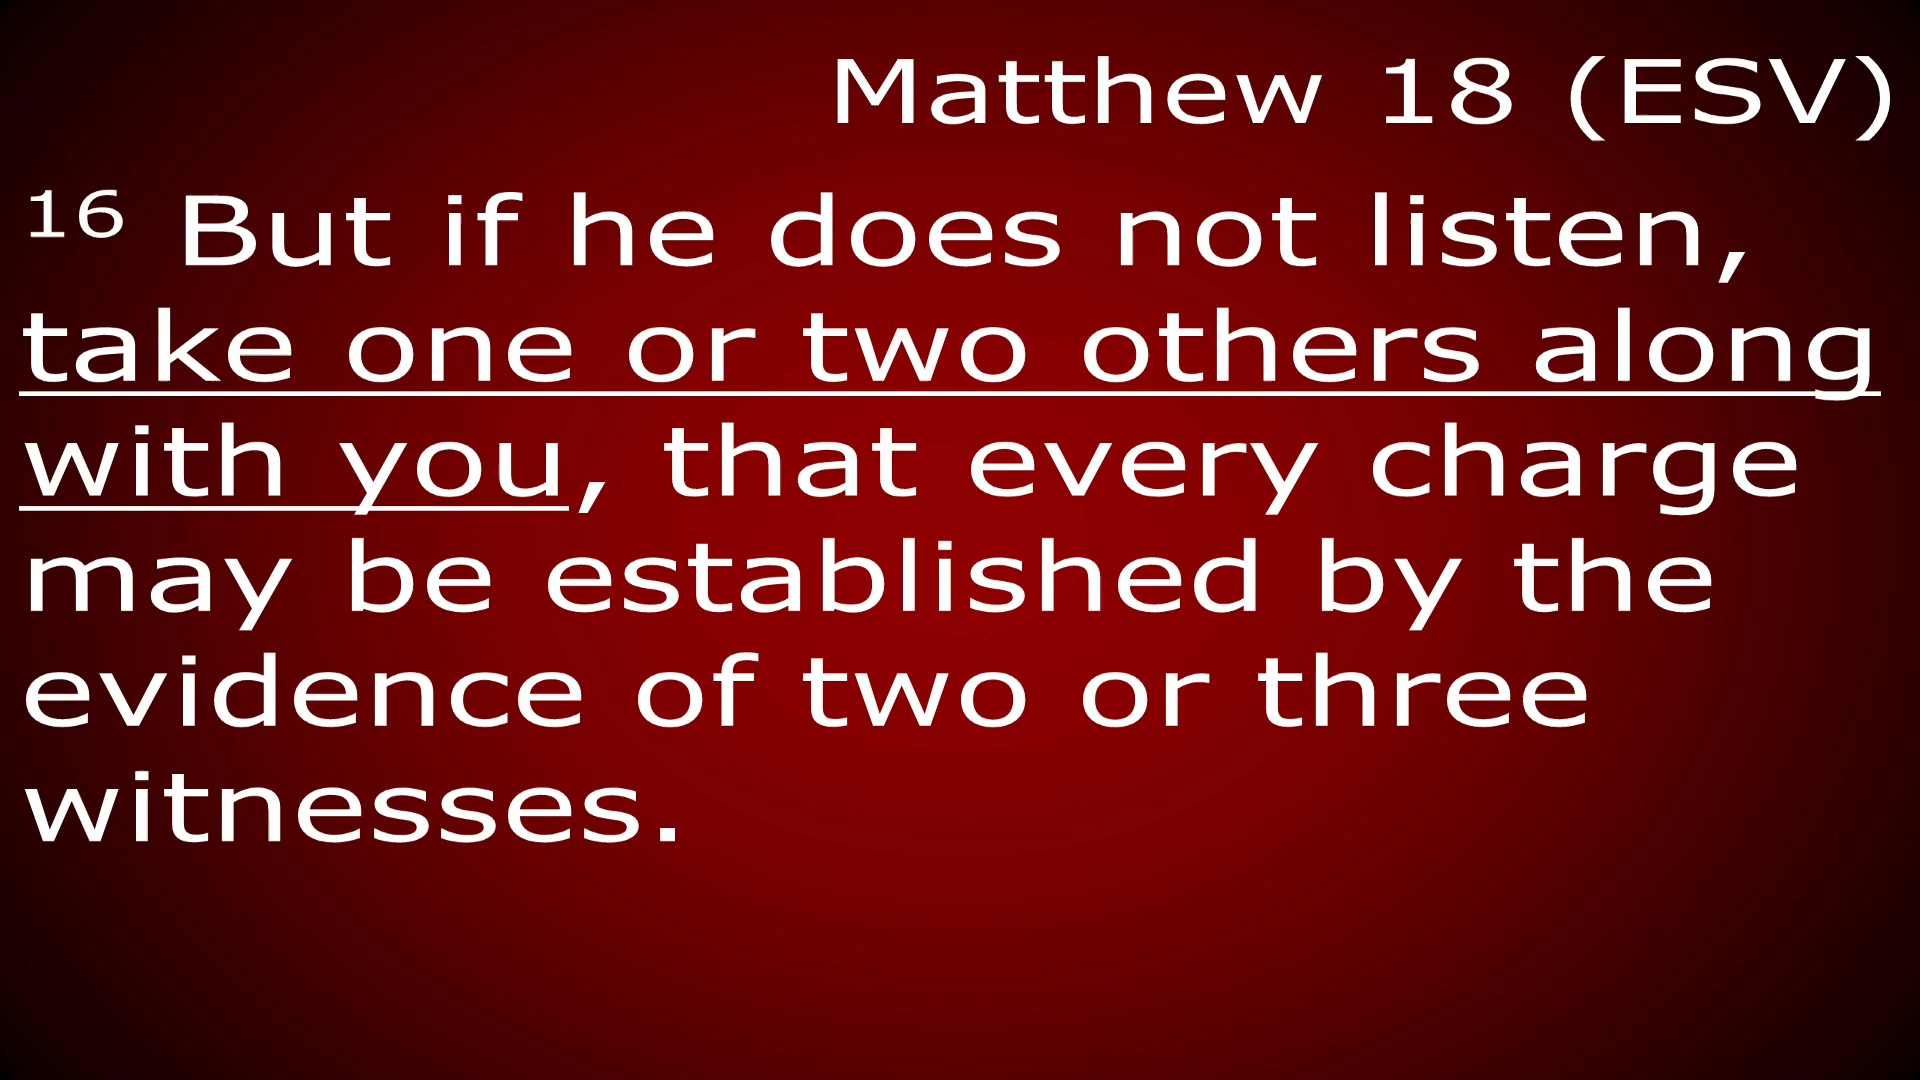 Matthew 18 (ESV)
16 But if he does not listen,
take one or two others along
with you, that every charge
may be established by the
evidence of two or three
witnesses.